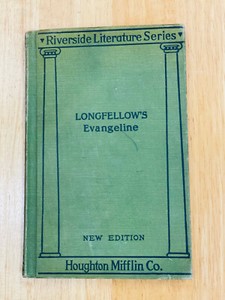 Riverside Literature Series
LONGFELLOW'S
Evangeline
NEW EDITION
Houghton Mifflin Co.